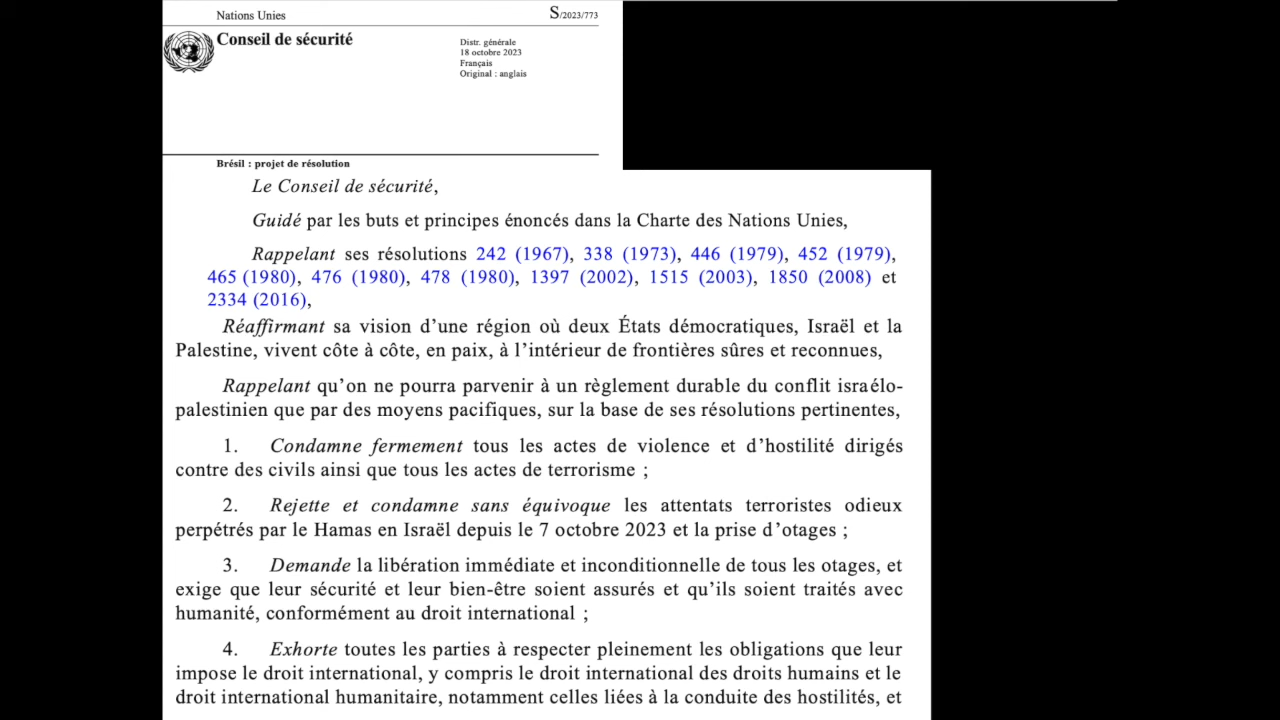 Nations Unies
S/2023/773
Conseil de sécurité
Distr. générale
18 octobre 2023
Français
Original : anglais
Brésil : projet de résolution
Le Conseil de sécurité,
Guidé par les buts et principes énoncés dans la Charte des Nations Unies,
Rappelant ses résolutions 242 (1967), 338 (1973), 446 (1979), 452 (1979),
465 (1980), 476 (1980), 478 (1980), 1397 (2002), 1515 (2003), 1850 (2008) et
2334 (2016),
Réaffirmant sa vision d’une région où deux États démocratiques, Israël et la
Palestine, vivent côte à côte, en paix, à l’intérieur de frontières sûres et reconnues,
Rappelant qu’on ne pourra parvenir à un règlement durable du conflit israélo-
palestinien que par des moyens pacifiques, sur la base de ses résolutions pertinentes,
1. Condamne fermement tous les actes de violence et d’hostilité dirigés
contre des civils ainsi que tous les actes de terrorisme ;
2. Rejette et condamne sans équivoque les attentats terroristes odieux
perpétrés par le Hamas en Israël depuis le 7 octobre 2023 et la prise d’otages ;
3. Demande la libération immédiate et inconditionnelle de tous les otages, et
exige que leur sécurité et leur bien-être soient assurés et qu’ils soient traités avec
humanité, conformément au droit international ;
4. Exhorte toutes les parties à respecter pleinement les obligations que leur
impose le droit international, y compris le droit international des droits humains et le
droit international humanitaire, notamment celles liées à la conduite des hostilités, et